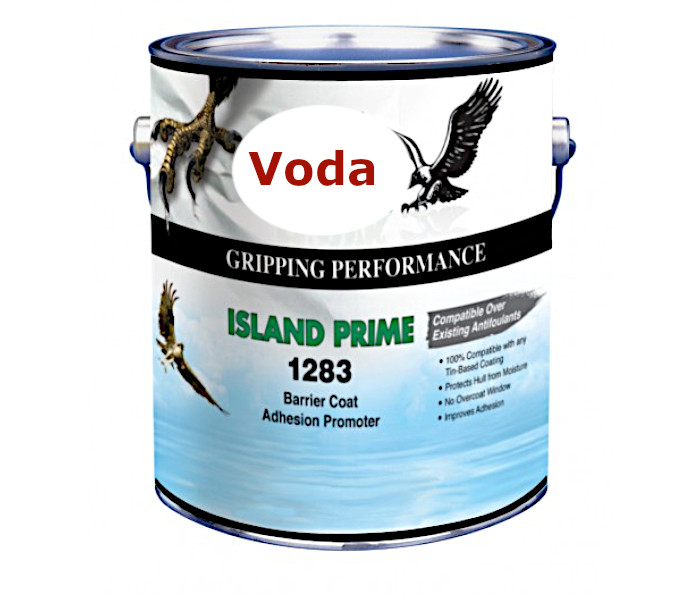 Voda
GRIPPING PERFORMANCE
ISLAND PRIME
1283
Barrier Coat
Adhesion Promoter
Compatible Over
Existing Antifoulants
• 100% Compatible with any
Tin-Based Coating
• Protects Hull from Moisture
• No Overcoat Window
• Improves Adhesion